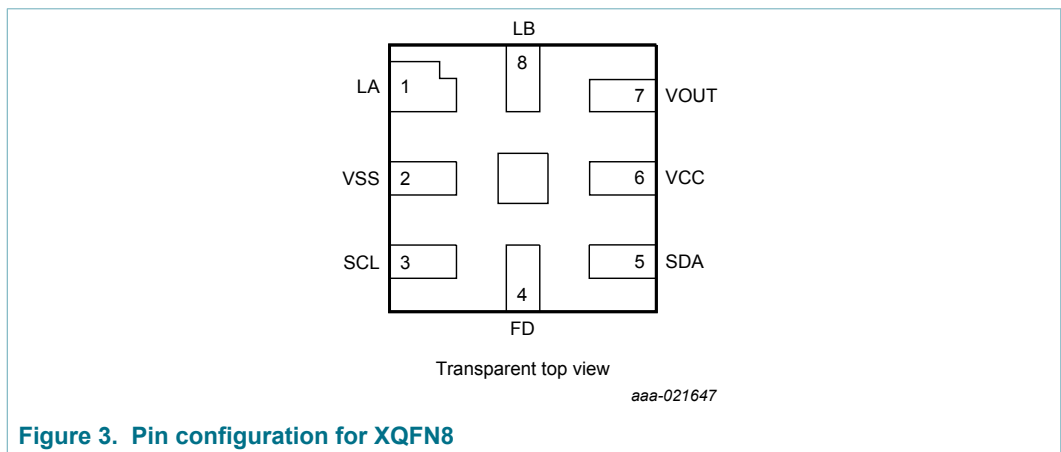 LB
8
LA 1
7 VOUT
VSS 2
6 VCC
SCL 3
5 SDA
4
FD
Transparent top view
aaa-021647
Figure 3. Pin configuration for XQFN8